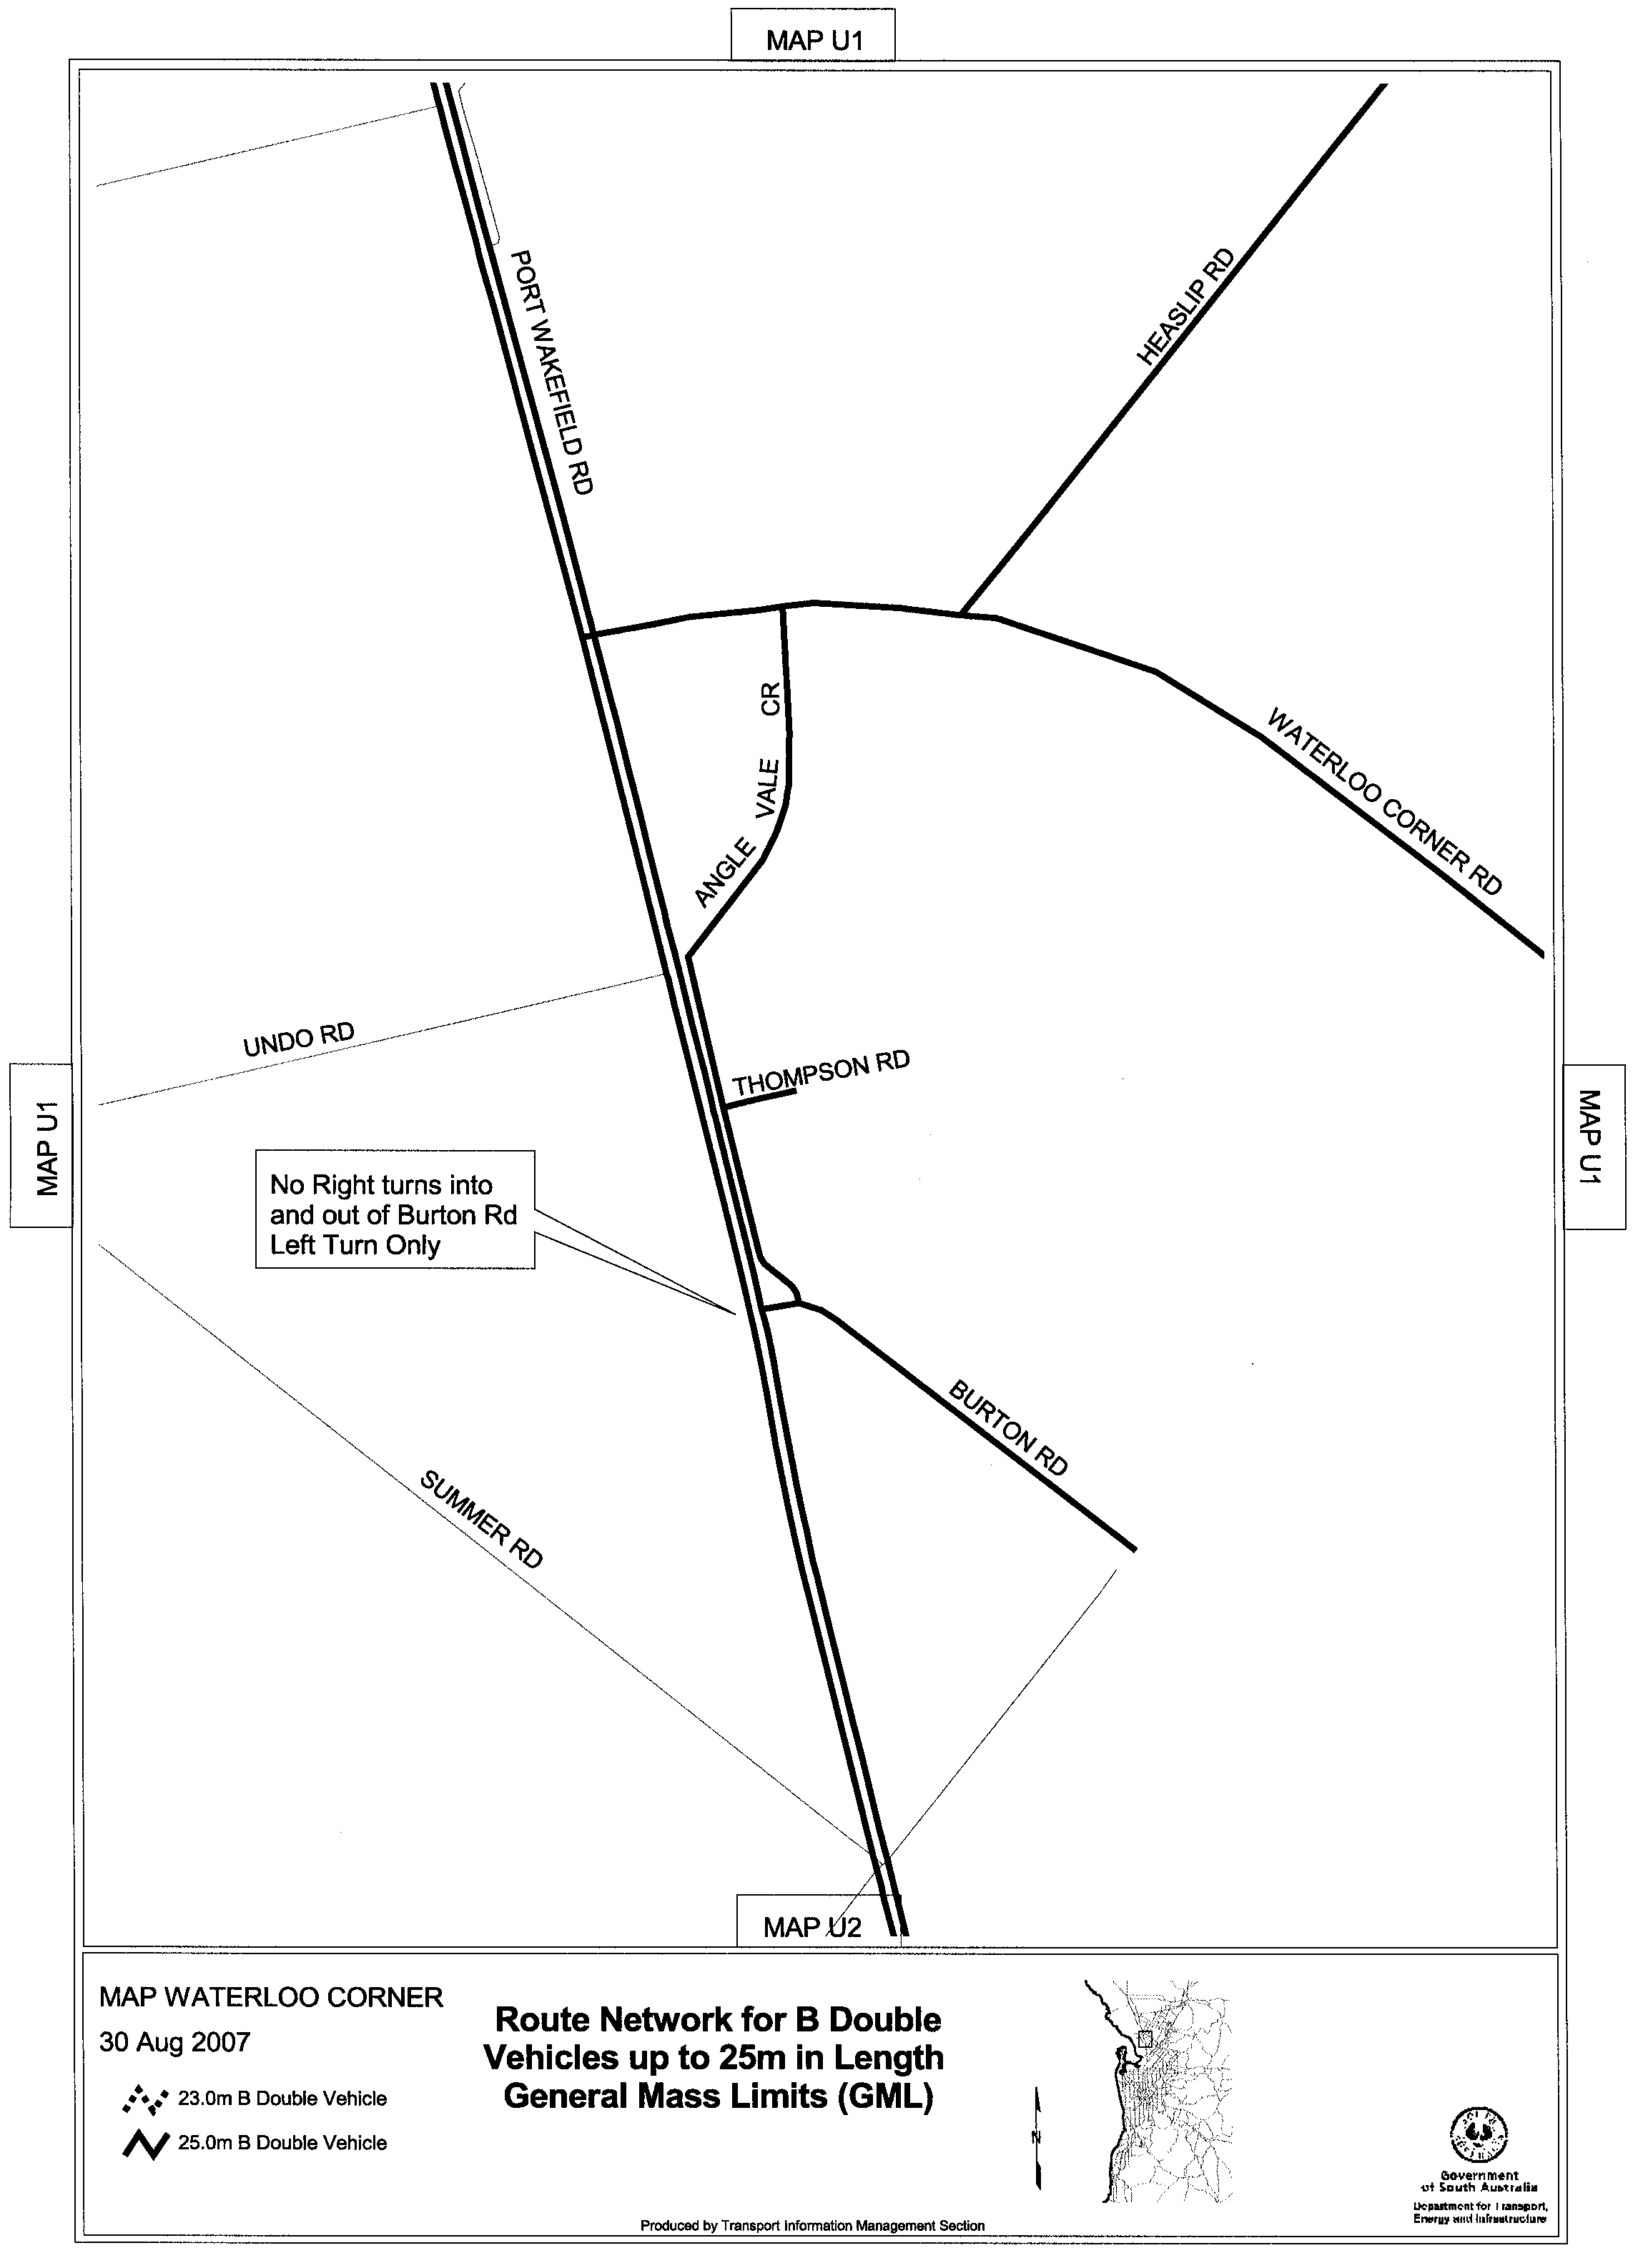 MAP U1
PORT WAKEFIELD RD
HEASLIP RD
ANGLE VALE CR
WATERLOO CORNER RD
UNDO RD
THOMPSON RD
MAP U1
MAP U1
No Right turns into
and out of Burton Rd
Left Turn Only
BURTON RD
SUMMER RD
MAP U2
MAP WATERLOO CORNER
30 Aug 2007
23.0m B Double Vehicle
25.0m B Double Vehicle
Route Network for B Double
Vehicles up to 25m in Length
General Mass Limits (GML)
N
Government
of South Australia
Department for Transport,
Energy and Infrastructure
Produced by Transport Information Management Section